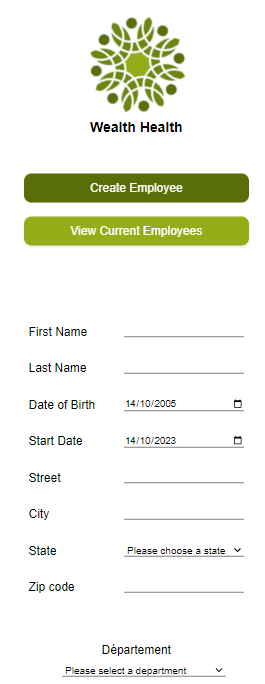 Wealth Health
Create Employee
View Current Employees
First Name
Last Name
Date of Birth 14/10/2005
Start Date 14/10/2023
Street
City
State Please choose a state
Zip code
Département
Please select a department